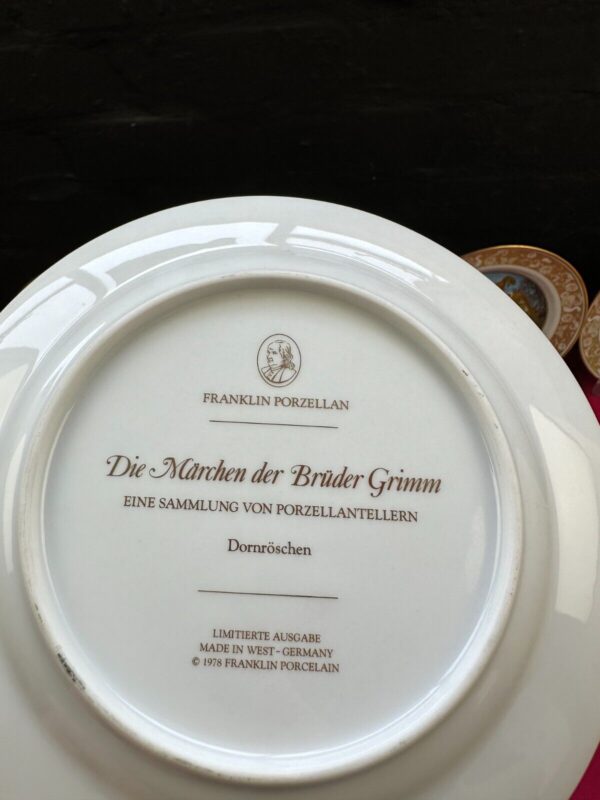 FRANKLIN PORZELLAN
Die Märchen der Brüder Grimm
EINE SAMMLUNG VON PORZELLANTELLERN
Dornröschen
LIMITIERTE AUSGABE
MADE IN WEST-GERMANY
© 1978 FRANKLIN PORCELAIN